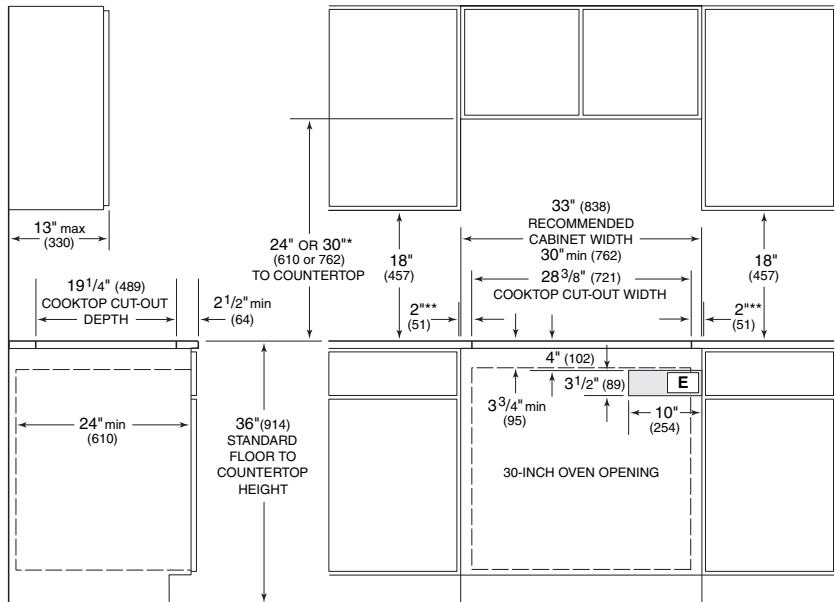 13" max
(330)
24" OR 30"*
(610 or 762)
TO COUNTERTOP
18"
(457)
33" (838)
RECOMMENDED
CABINET WIDTH
30" min (762)
28 3/8" (721)
COOKTOP CUT-OUT WIDTH
18"
(457)
19 1/4" (489)
COOKTOP CUT-OUT
DEPTH
2 1/2" min
(64)
2"**
(51)
2"**
(51)
4" (102)
3 1/2" (89)
E
3 3/4" min
(95)
10"
(254)
24" min
(610)
36" (914)
STANDARD
FLOOR TO
COUNTERTOP
HEIGHT
30-INCH OVEN OPENING